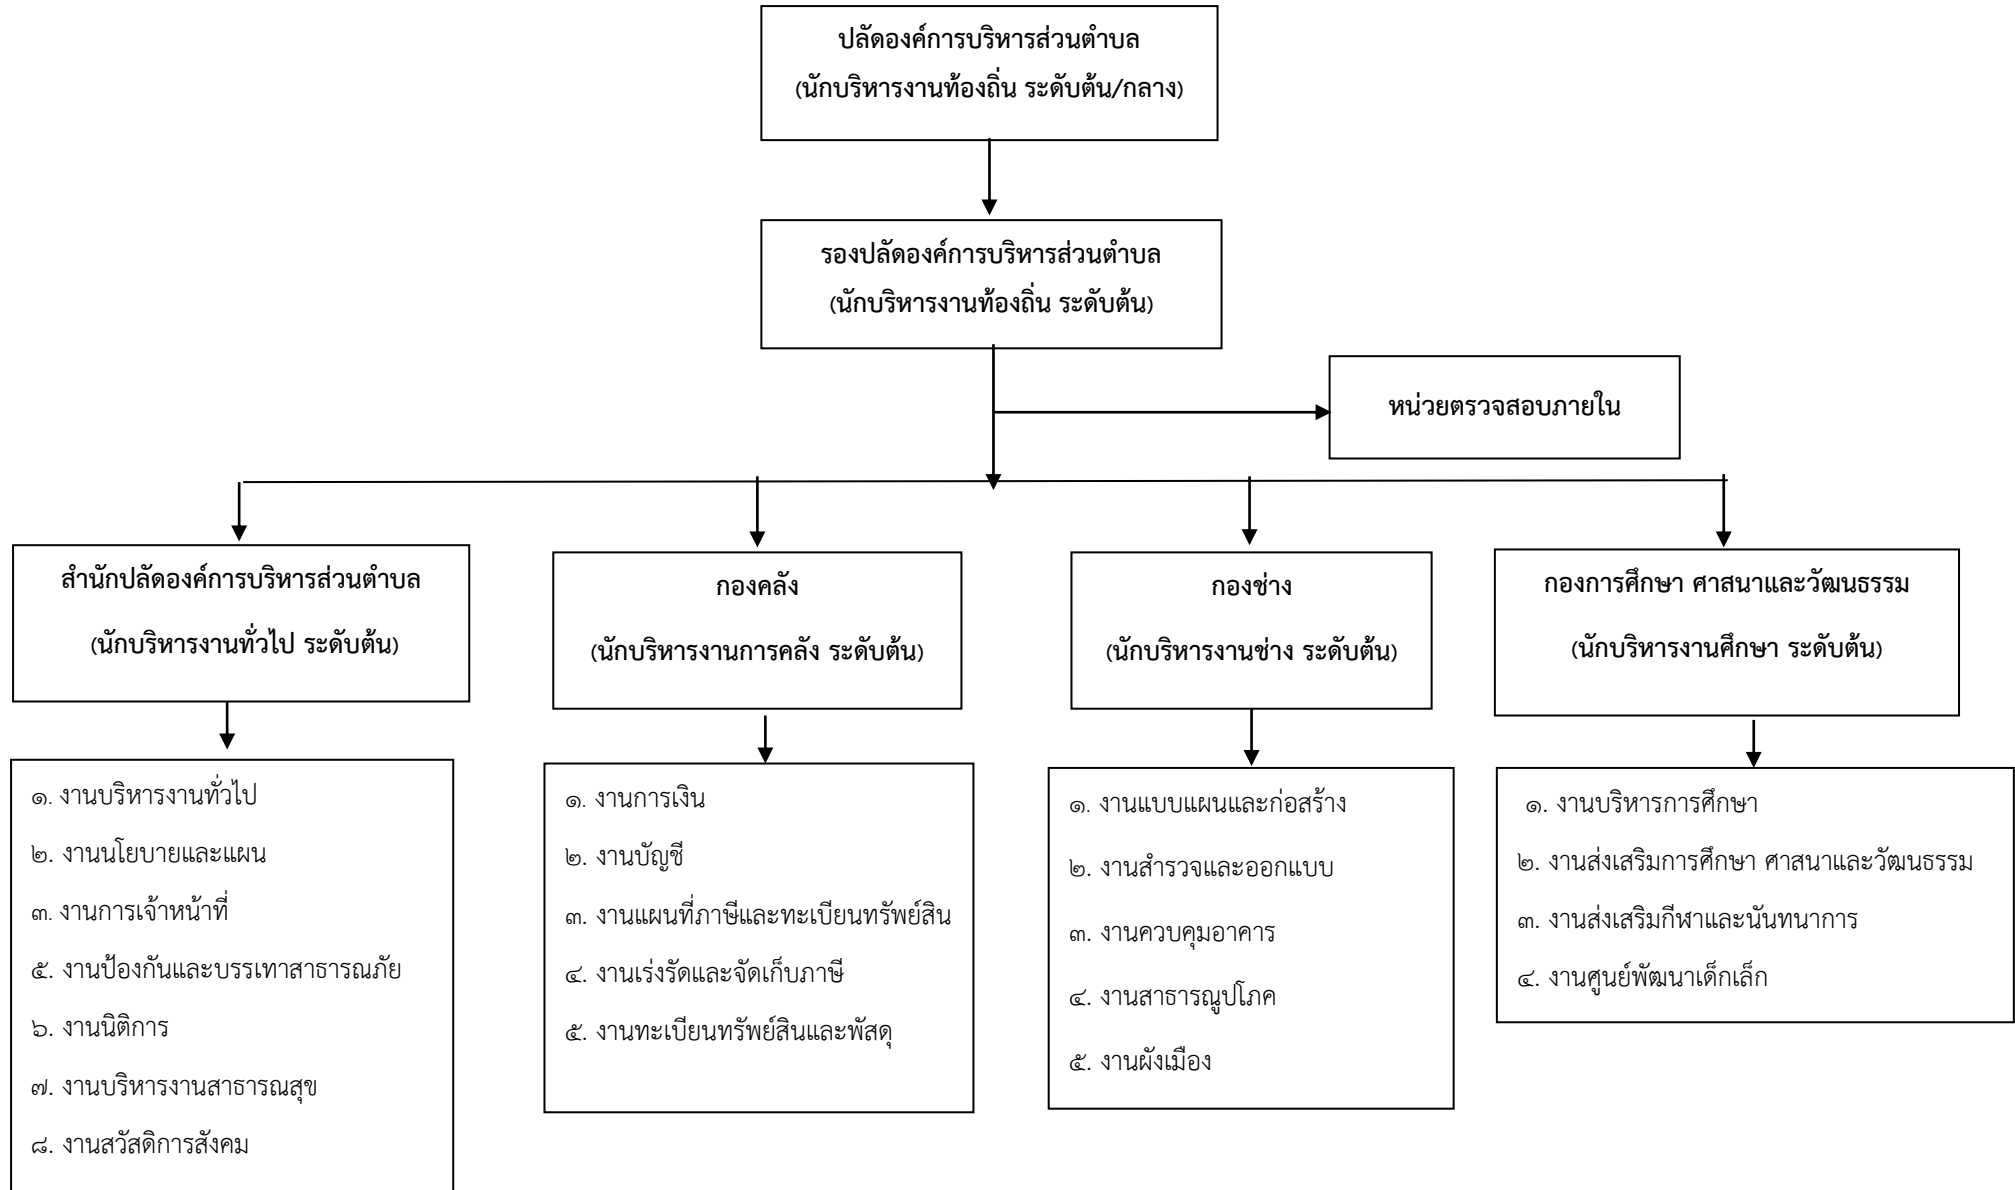 ปลัดองค์การบริหารส่วนตำบล
(นักบริหารงานท้องถิ่น ระดับต้น/กลาง)
รองปลัดองค์การบริหารส่วนตำบล
(นักบริหารงานท้องถิ่น ระดับต้น)
หน่วยตรวจสอบภายใน
สำนักปลัดองค์การบริหารส่วนตำบล
(นักบริหารงานทั่วไป ระดับต้น)
กองคลัง
(นักบริหารงานการคลัง ระดับต้น)
กองช่าง
(นักบริหารงานช่าง ระดับต้น)
กองการศึกษา ศาสนาและวัฒนธรรม
(นักบริหารงานศึกษา ระดับต้น)
๑. งานบริหารงานทั่วไป
๒. งานนโยบายและแผน
๓. งานการเจ้าหน้าที่
๕. งานป้องกันและบรรเทาสาธารณภัย
๖. งานนิติการ
๗. งานบริหารงานสาธารณสุข
๘. งานสวัสดิการสังคม
๑. งานการเงิน
๒. งานบัญชี
๓. งานแผนที่ภาษีและทะเบียนทรัพย์สิน
๔. งานเร่งรัดและจัดเก็บภาษี
๕. งานทะเบียนทรัพย์สินและพัสดุ
๑. งานแบบแผนและก่อสร้าง
๒. งานสำรวจและออกแบบ
๓. งานควบคุมอาคาร
๔. งานสาธารณูปโภค
๕. งานผังเมือง
๑. งานบริหารการศึกษา
๒. งานส่งเสริมการศึกษา ศาสนาและวัฒนธรรม
๓. งานส่งเสริมกีฬาและนันทนาการ
๔. งานศูนย์พัฒนาเด็กเล็ก